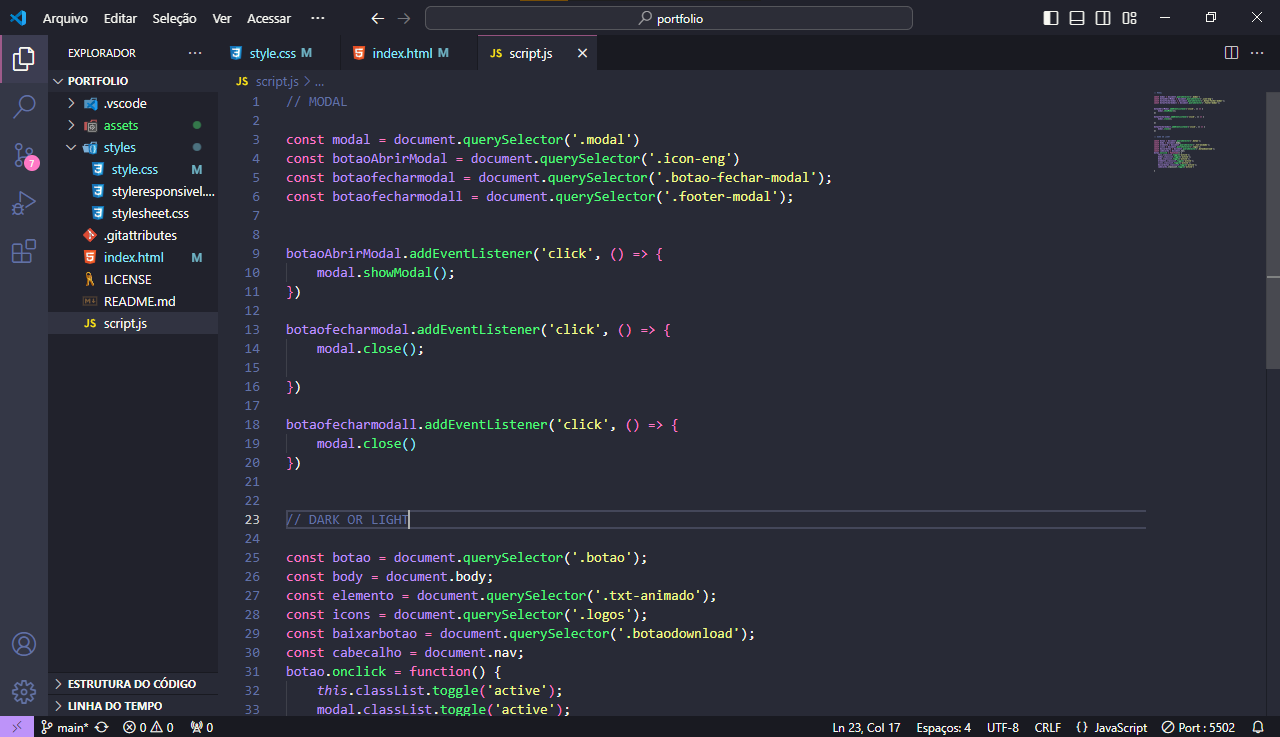 Arquivo Editar Seleção Ver Acessar ··· portfolio
EXPLORADOR ···
style.css M index.html M JS script.js
PORTFOLIO
.vscode
assets
styles
style.css M
styleresponsivel....
stylesheet.css
.gitattributes
index.html M
LICENSE
README.md
JS script.js
7
ESTRUTURA DO CÓDIGO
LINHA DO TEMPO
JS script.js > ...
1 // MODAL
2
3 const modal = document.querySelector('.modal')
4 const botaoAbrirModal = document.querySelector('.icon-eng')
5 const botaofecharmodal = document.querySelector('.botao-fechar-modal');
6 const botaofecharmodall = document.querySelector('.footer-modal');
7
8
9 botaoAbrirModal.addEventListener('click', () => {
10 modal.showModal();
11 })
12
13 botaofecharmodal.addEventListener('click', () => {
14 modal.close();
15
16 })
17
18 botaofecharmodall.addEventListener('click', () => {
19 modal.close()
20 })
21
22
23 // DARK OR LIGHT
24
25 const botao = document.querySelector('.botao');
26 const body = document.body;
27 const elemento = document.querySelector('.txt-animado');
28 const icons = document.querySelector('.logos');
29 const baixarbotao = document.querySelector('.botaodownload');
30 const cabecalho = document.nav;
31 botao.onclick = function() {
32 this.classList.toggle('active');
33 modal.classList.toggle('active');
main* 0 0 0 Ln 23, Col 17 Espaços: 4 UTF-8 CRLF {} JavaScript Port : 5502